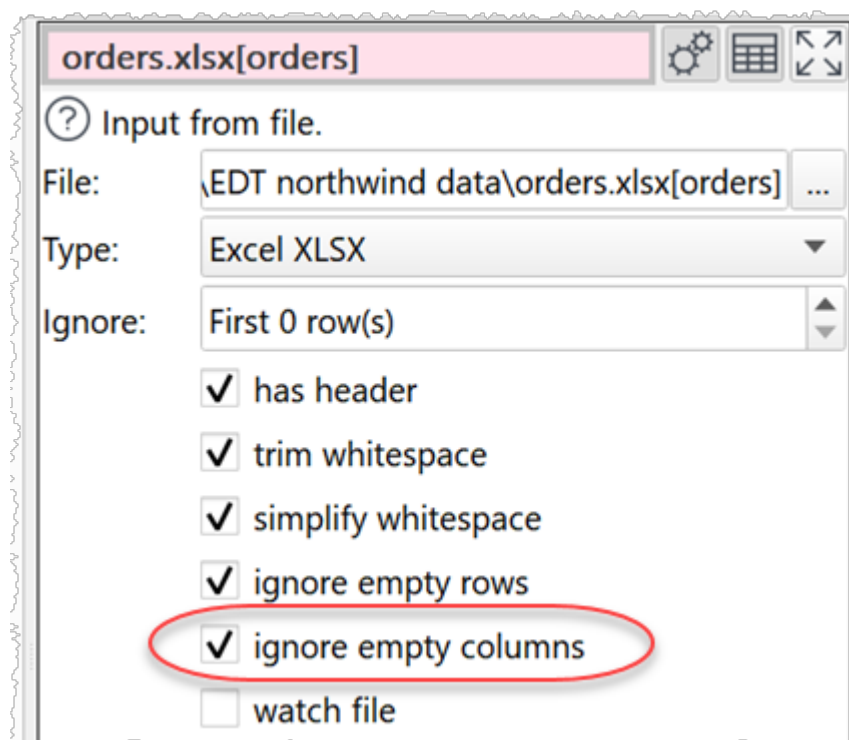 orders.xlsx[orders]
? Input from file.
File: \EDT northwind data\orders.xlsx[orders] ...
Type: Excel XLSX
Ignore: First 0 row(s)
has header
trim whitespace
simplify whitespace
ignore empty rows
ignore empty columns
watch file